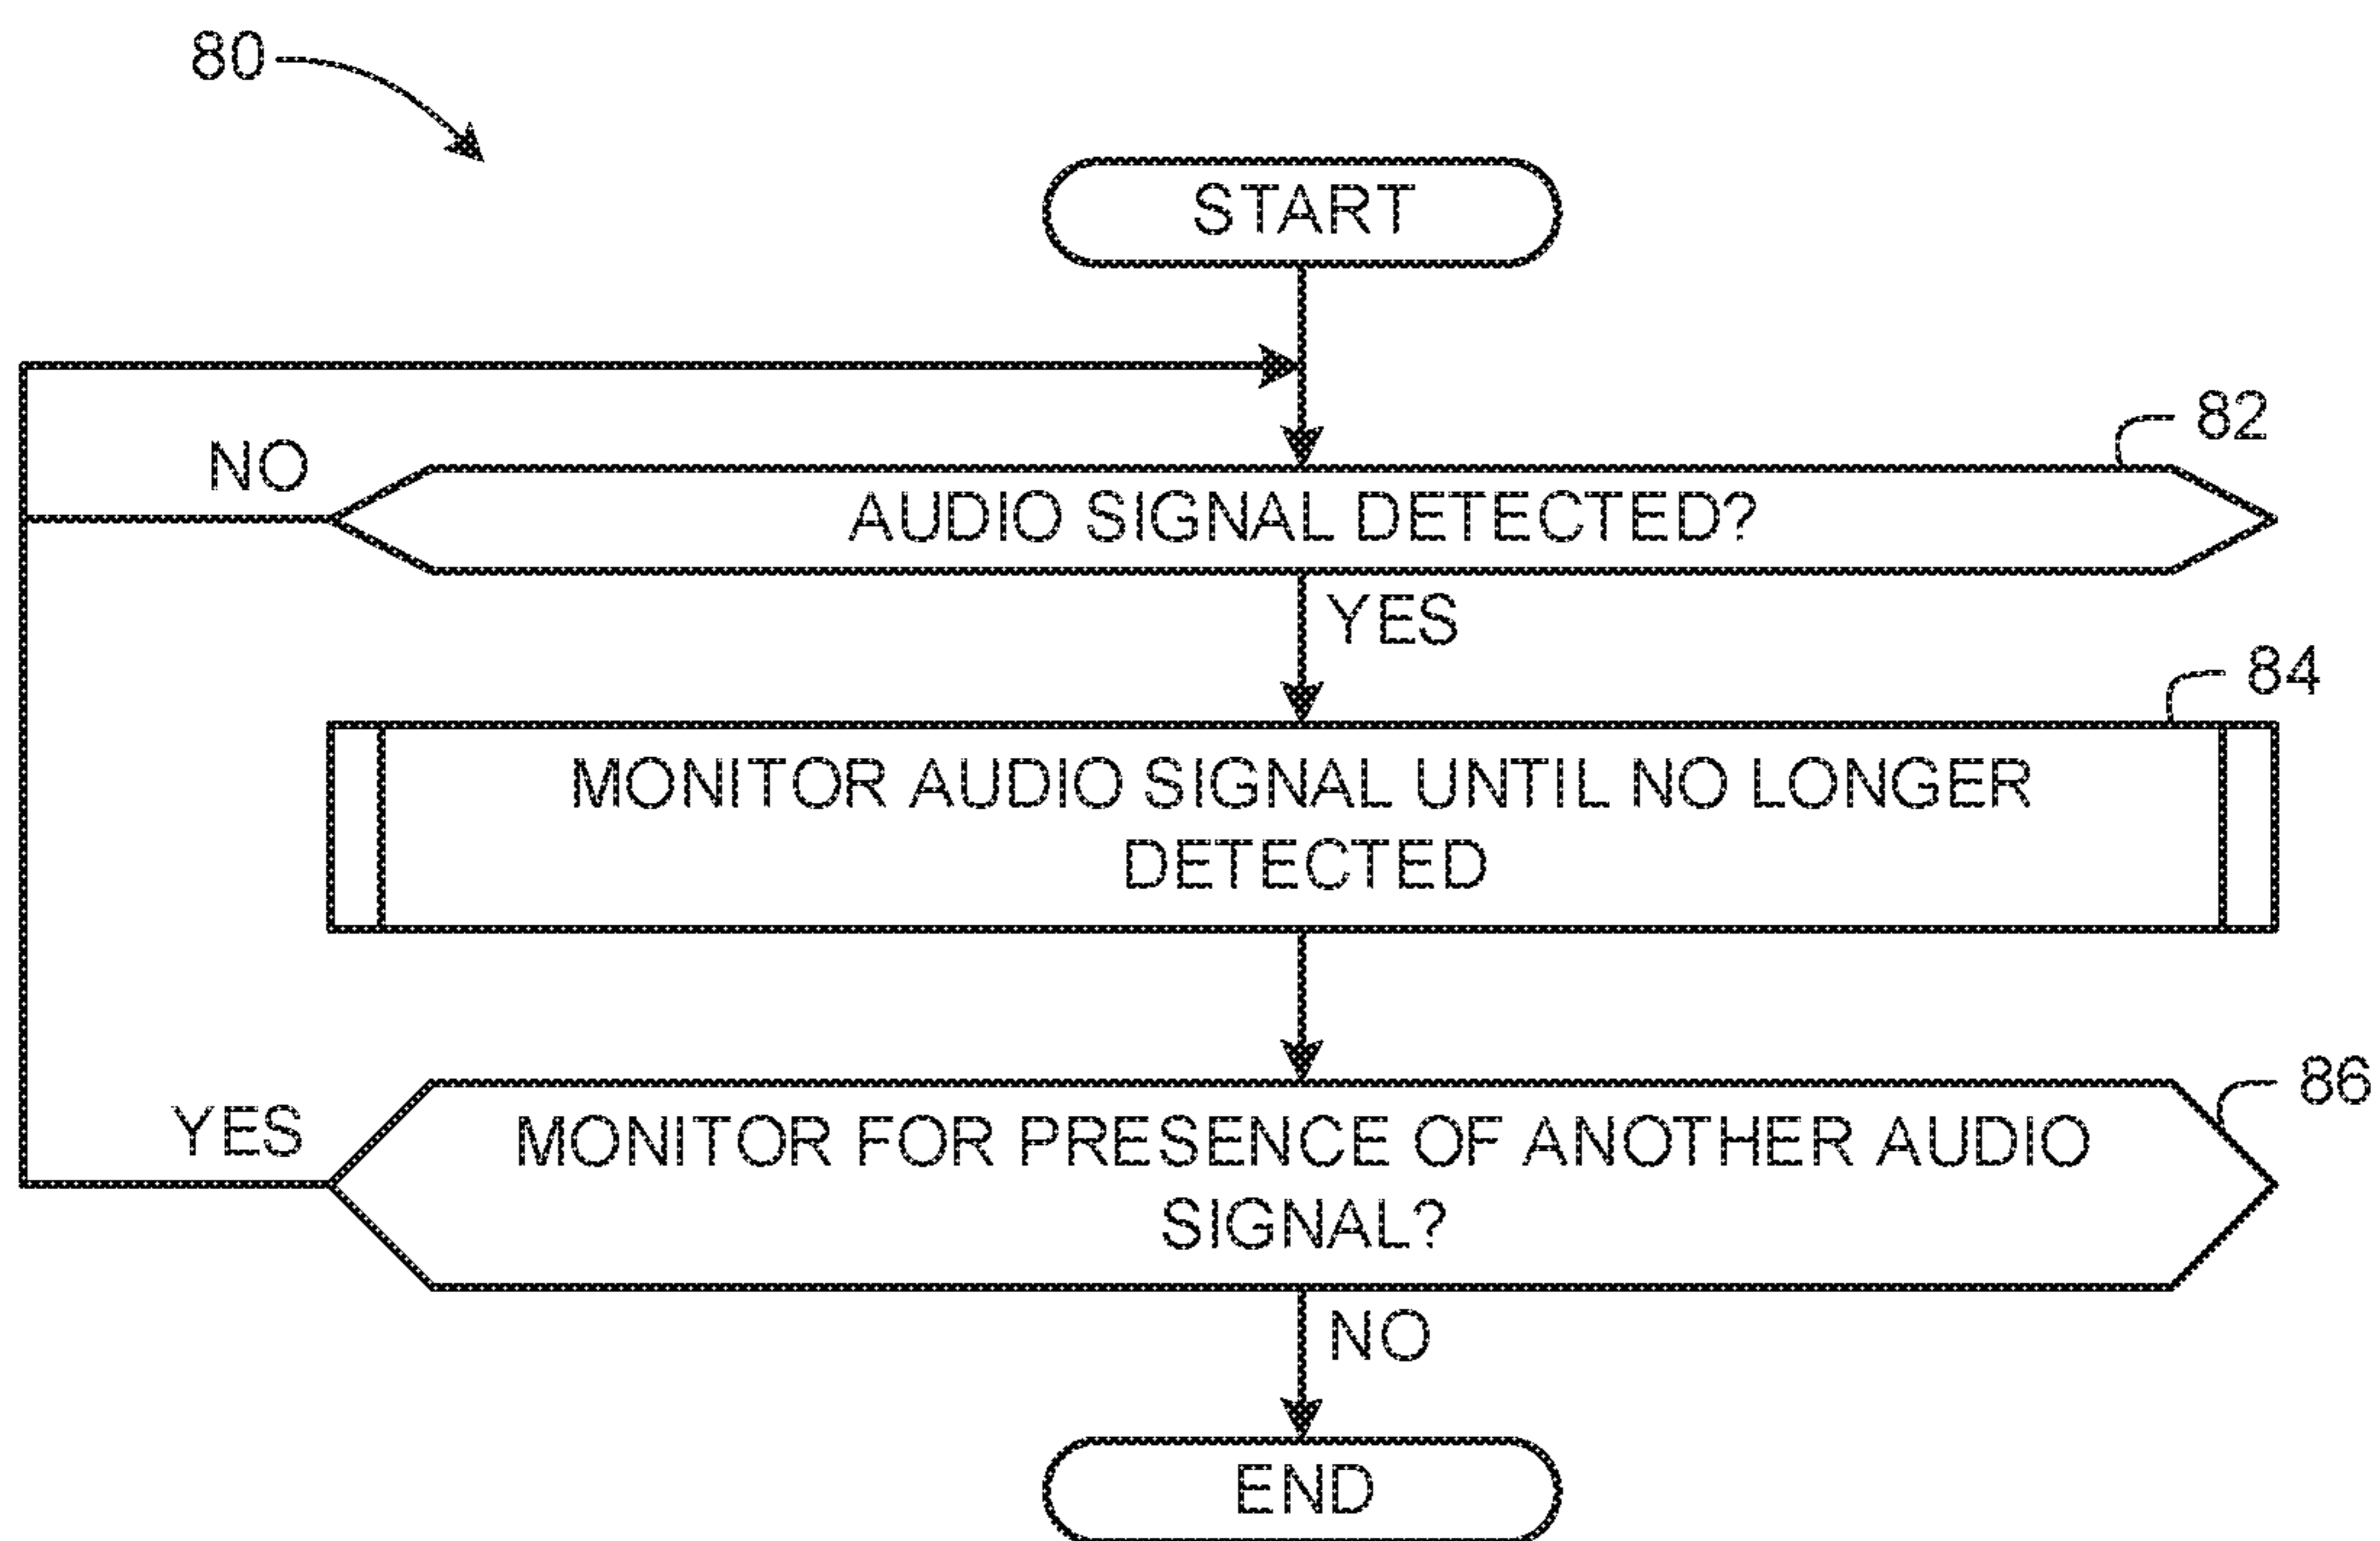 80
START
82
NO
AUDIO SIGNAL DETECTED?
YES
84
MONITOR AUDIO SIGNAL UNTIL NO LONGER
DETECTED
86
YES
MONITOR FOR PRESENCE OF ANOTHER AUDIO
SIGNAL?
NO
END